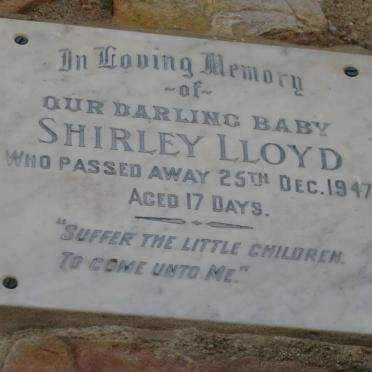 In Loving Memory
~of~
OUR DARLING BABY
SHIRLEY LLOYD
WHO PASSED AWAY 25TH DEC. 1947
AGED 17 DAYS.
"SUFFER THE LITTLE CHILDREN.
TO COME UNTO ME."